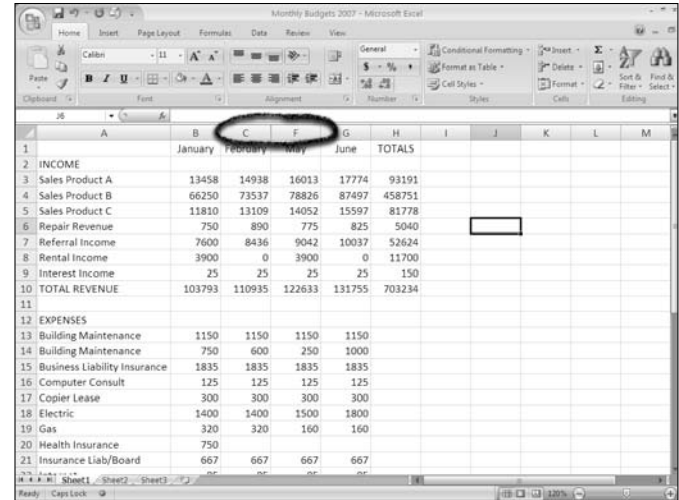 Monthly Budgets 2007 - Microsoft Excel
Home Insert Page Layout Formulas Data Review View
Calibri 11 A A General Conditional Formatting Insert Σ
Paste B I U A $ % , Format as Table Delete Sort & Filter Find & Select
Cell Styles Format
Clipboard Font Alignment Number Styles Cells Editing
J6 fx
A B C F G H I J K L M
1 January February May June TOTALS
2 INCOME
3 Sales Product A 13458 14938 16013 17774 93191
4 Sales Product B 66250 73537 78826 87497 458751
5 Sales Product C 11810 13109 14052 15597 81778
6 Repair Revenue 750 890 775 825 5040
7 Referral Income 7600 8436 9042 10037 52624
8 Rental Income 3900 0 3900 0 11700
9 Interest Income 25 25 25 25 150
10 TOTAL REVENUE 103793 110935 122633 131755 703234
11
12 EXPENSES
13 Building Maintenance 1150 1150 1150 1150
14 Building Maintenance 750 600 250 1000
15 Business Liability Insurance 1835 1835 1835 1835
16 Computer Consult 125 125 125 125
17 Copier Lease 300 300 300 300
18 Electric 1400 1400 1500 1800
19 Gas 320 320 160 160
20 Health Insurance 750
21 Insurance Liab/Board 667 667 667 667
Sheet1 Sheet2 Sheet3
Ready Caps Lock 120%